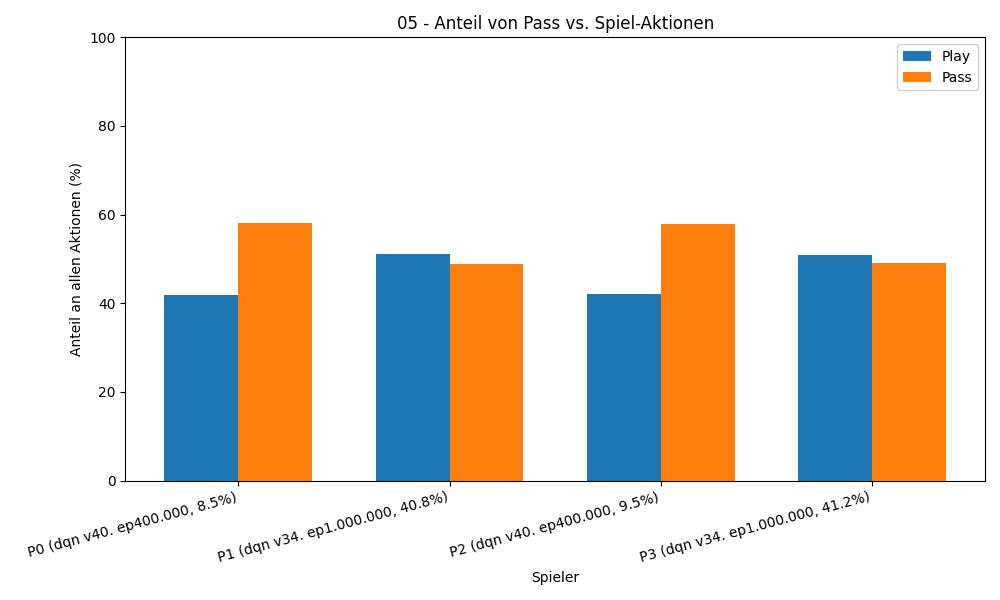 05 - Anteil von Pass vs. Spiel-Aktionen
Play
Pass
Anteil an allen Aktionen (%)
100
80
60
40
20
0
P0 (dqn v40. ep400.000, 8.5%)
P1 (dqn v34. ep1.000.000, 40.8%)
P2 (dqn v40. ep400.000, 9.5%)
P3 (dqn v34. ep1.000.000, 41.2%)
Spieler